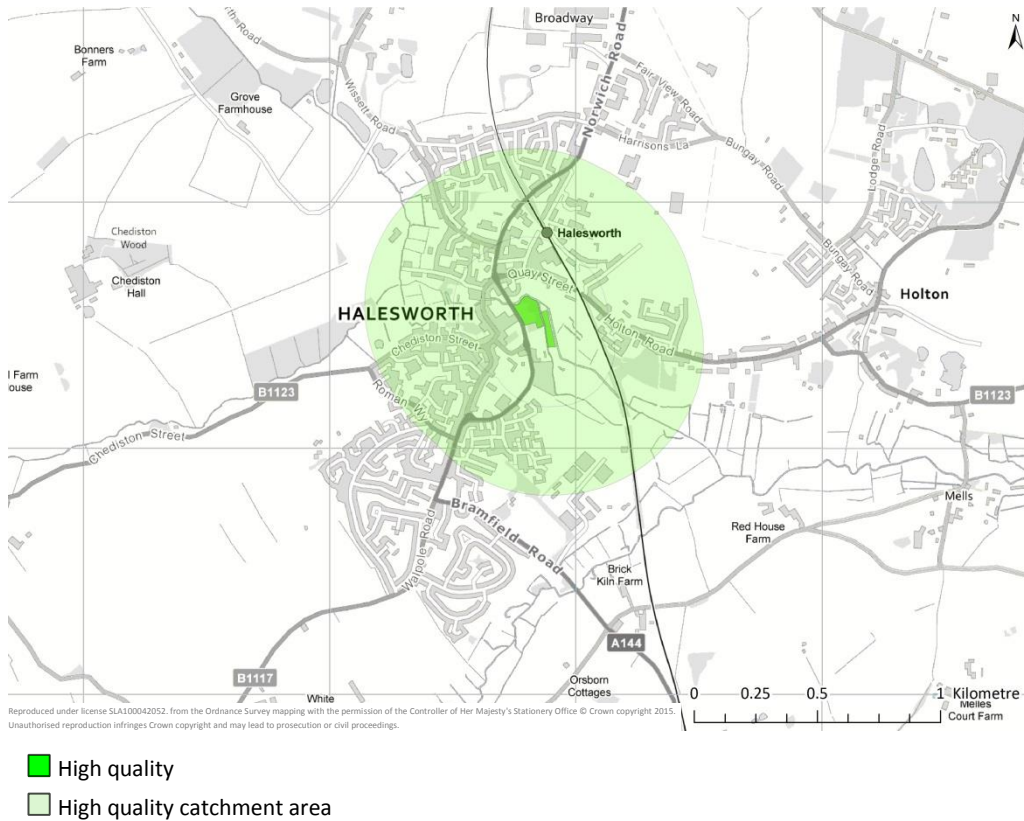 Broadway
N
Bonners
Farm
Norwich Road
Fair View Road
Grove
Farmhouse
Wissett Road
Harrisons La
Bungay Road
Lodge Road
Chediston
Wood
Halesworth
Chediston
Hall
Quay Street
Bungay Road
Holton
HALESWORTH
Holton Road
Chediston Street
Farm
B1123
Roman Wy
B1123
Chediston Street
Mells
Bramfield Road
Red House
Farm
Walpole Road
Brick
Kiln Farm
A144
B1117
Orsborn
Cottages
White
0 0.25 0.5 1 Kilometre
Melles
Court Farm
Reproduced under license SLA100042052. from the Ordnance Survey mapping with the permission of the Controller of Her Majesty's Stationery Office © Crown copyright 2015.
Unauthorised reproduction infringes Crown copyright and may lead to prosecution or civil proceedings.
High quality
High quality catchment area